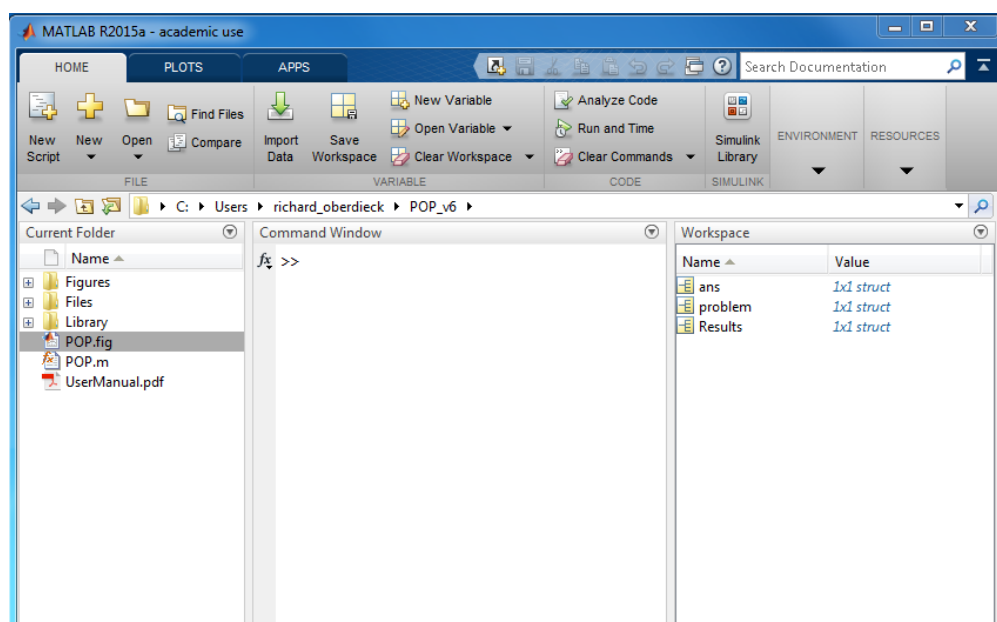 MATLAB R2015a - academic use
HOME PLOTS APPS
Search Documentation
New Script
New
Open
Find Files
Compare
FILE
Import Data
Save Workspace
New Variable
Open Variable
Clear Workspace
VARIABLE
Analyze Code
Run and Time
Clear Commands
CODE
Simulink Library
SIMULINK
ENVIRONMENT
RESOURCES
C: Users richard_oberdieck POP_v6
Current Folder
Name
Figures
Files
Library
POP.fig
POP.m
UserManual.pdf
Command Window
fx >>
Workspace
Name Value
ans 1x1 struct
problem 1x1 struct
Results 1x1 struct